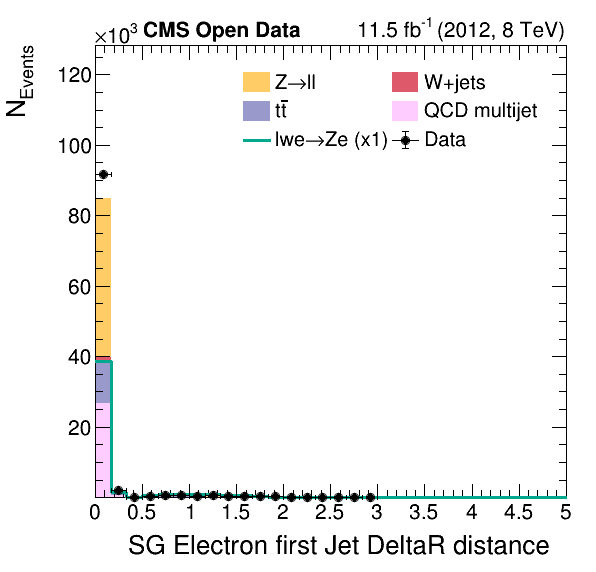 ×10³ CMS Open Data 11.5 fb⁻¹ (2012, 8 TeV)
N_Events
120
100
80
60
40
20
Z→ll W+jets
tt̄ QCD multijet
lwe→Ze (x1) Data
0 0.5 1 1.5 2 2.5 3 3.5 4 4.5 5
SG Electron first Jet DeltaR distance